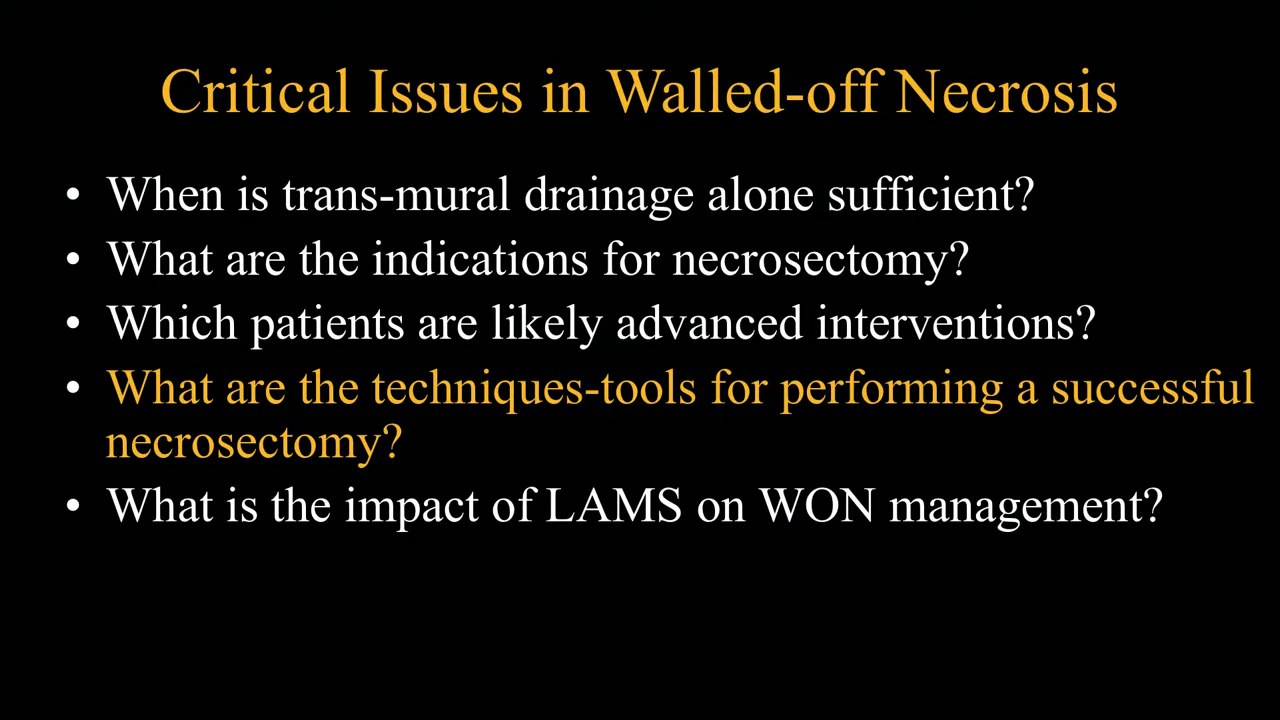 Critical Issues in Walled-off Necrosis
• When is trans-mural drainage alone sufficient?
• What are the indications for necrosectomy?
• Which patients are likely advanced interventions?
• What are the techniques-tools for performing a successful
necrosectomy?
• What is the impact of LAMS on WON management?